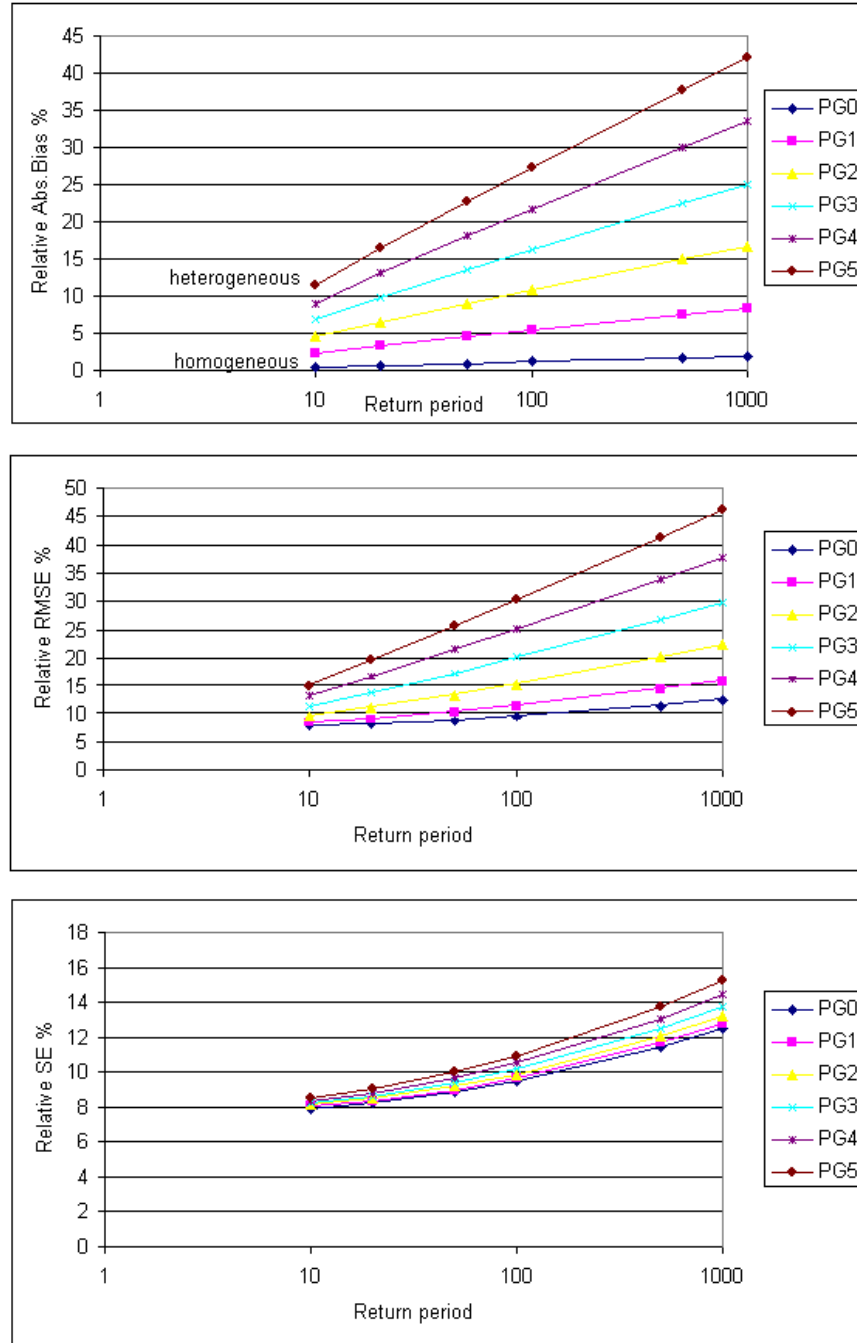 45
40
35
30
25
20
15
10
5
0
Relative Abs.Bias %
heterogeneous
homogeneous
1
10
100
1000
Return period
PG0
PG1
PG2
PG3
PG4
PG5
50
45
40
35
30
25
20
15
10
5
0
Relative RMSE %
1
10
100
1000
Return period
PG0
PG1
PG2
PG3
PG4
PG5
18
16
14
12
10
8
6
4
2
0
Relative SE %
1
10
100
1000
Return period
PG0
PG1
PG2
PG3
PG4
PG5